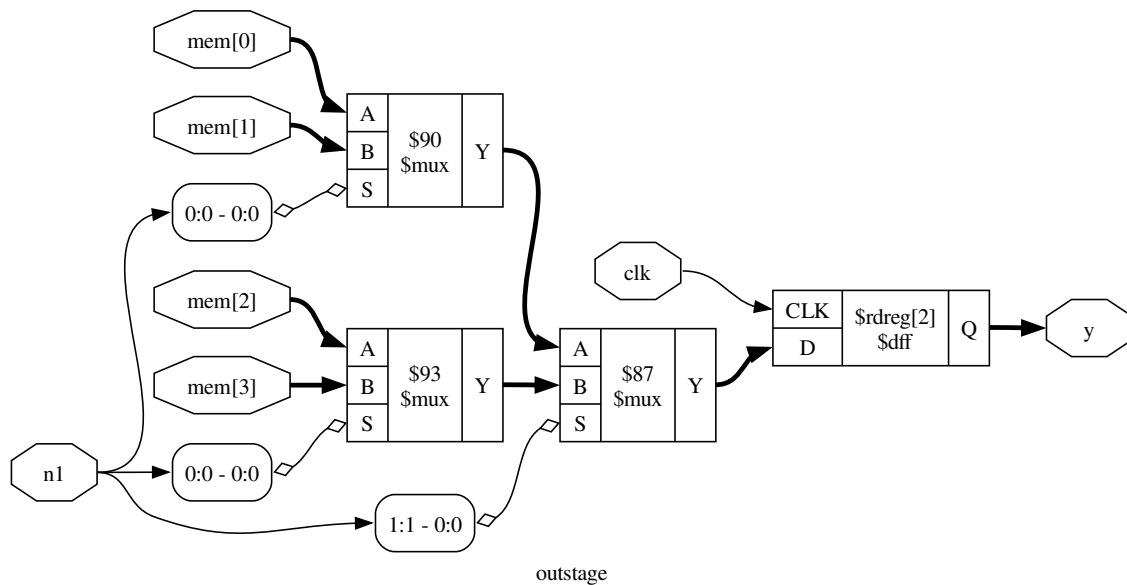 mem[0]
mem[1]
A
B
S
$90
$mux
Y
0:0 - 0:0
mem[2]
mem[3]
A
B
S
$93
$mux
Y
n1
0:0 - 0:0
1:1 - 0:0
A
B
S
$87
$mux
Y
clk
CLK
D
$rdreg[2]
$dff
Q
y
outstage